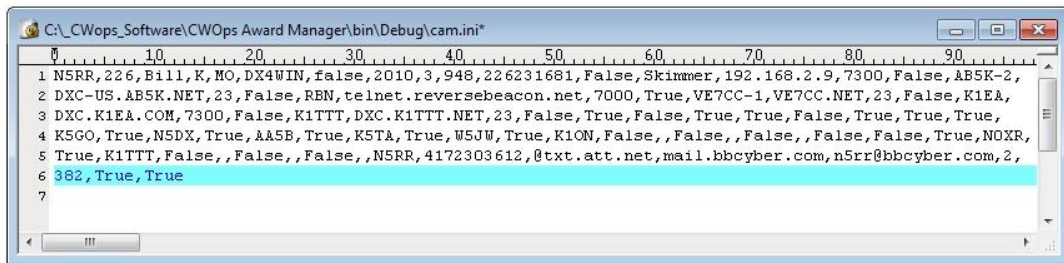 C:\_CWops_Software\CWOps Award Manager\bin\Debug\cam.ini*
0 10 20 30 40 50 60 70 80 90
1 N5RR,226,Bill,K,MO,DX4WIN,false,2010,3,948,226231681,False,Skimmer,192.168.2.9,7300,False,AB5K-2,
2 DXC-US.AB5K.NET,23,False,RBN,telnet.reversebeacon.net,7000,True,VE7CC-1,VE7CC.NET,23,False,K1EA,
3 DXC.K1EA.COM,7300,False,K1TTT,DXC.K1TTT.NET,23,False,True,False,True,True,False,True,True,True,
4 K5GO,True,N5DX,True,AA5B,True,K5TA,True,W5JW,True,K1ON,False,,False,,False,,False,False,True,N0XR,
5 True,K1TTT,False,,False,,False,,N5RR,4172303612,@txt.att.net,mail.bbcyber.com,n5rr@bbcyber.com,2,
6 382,True,True
7